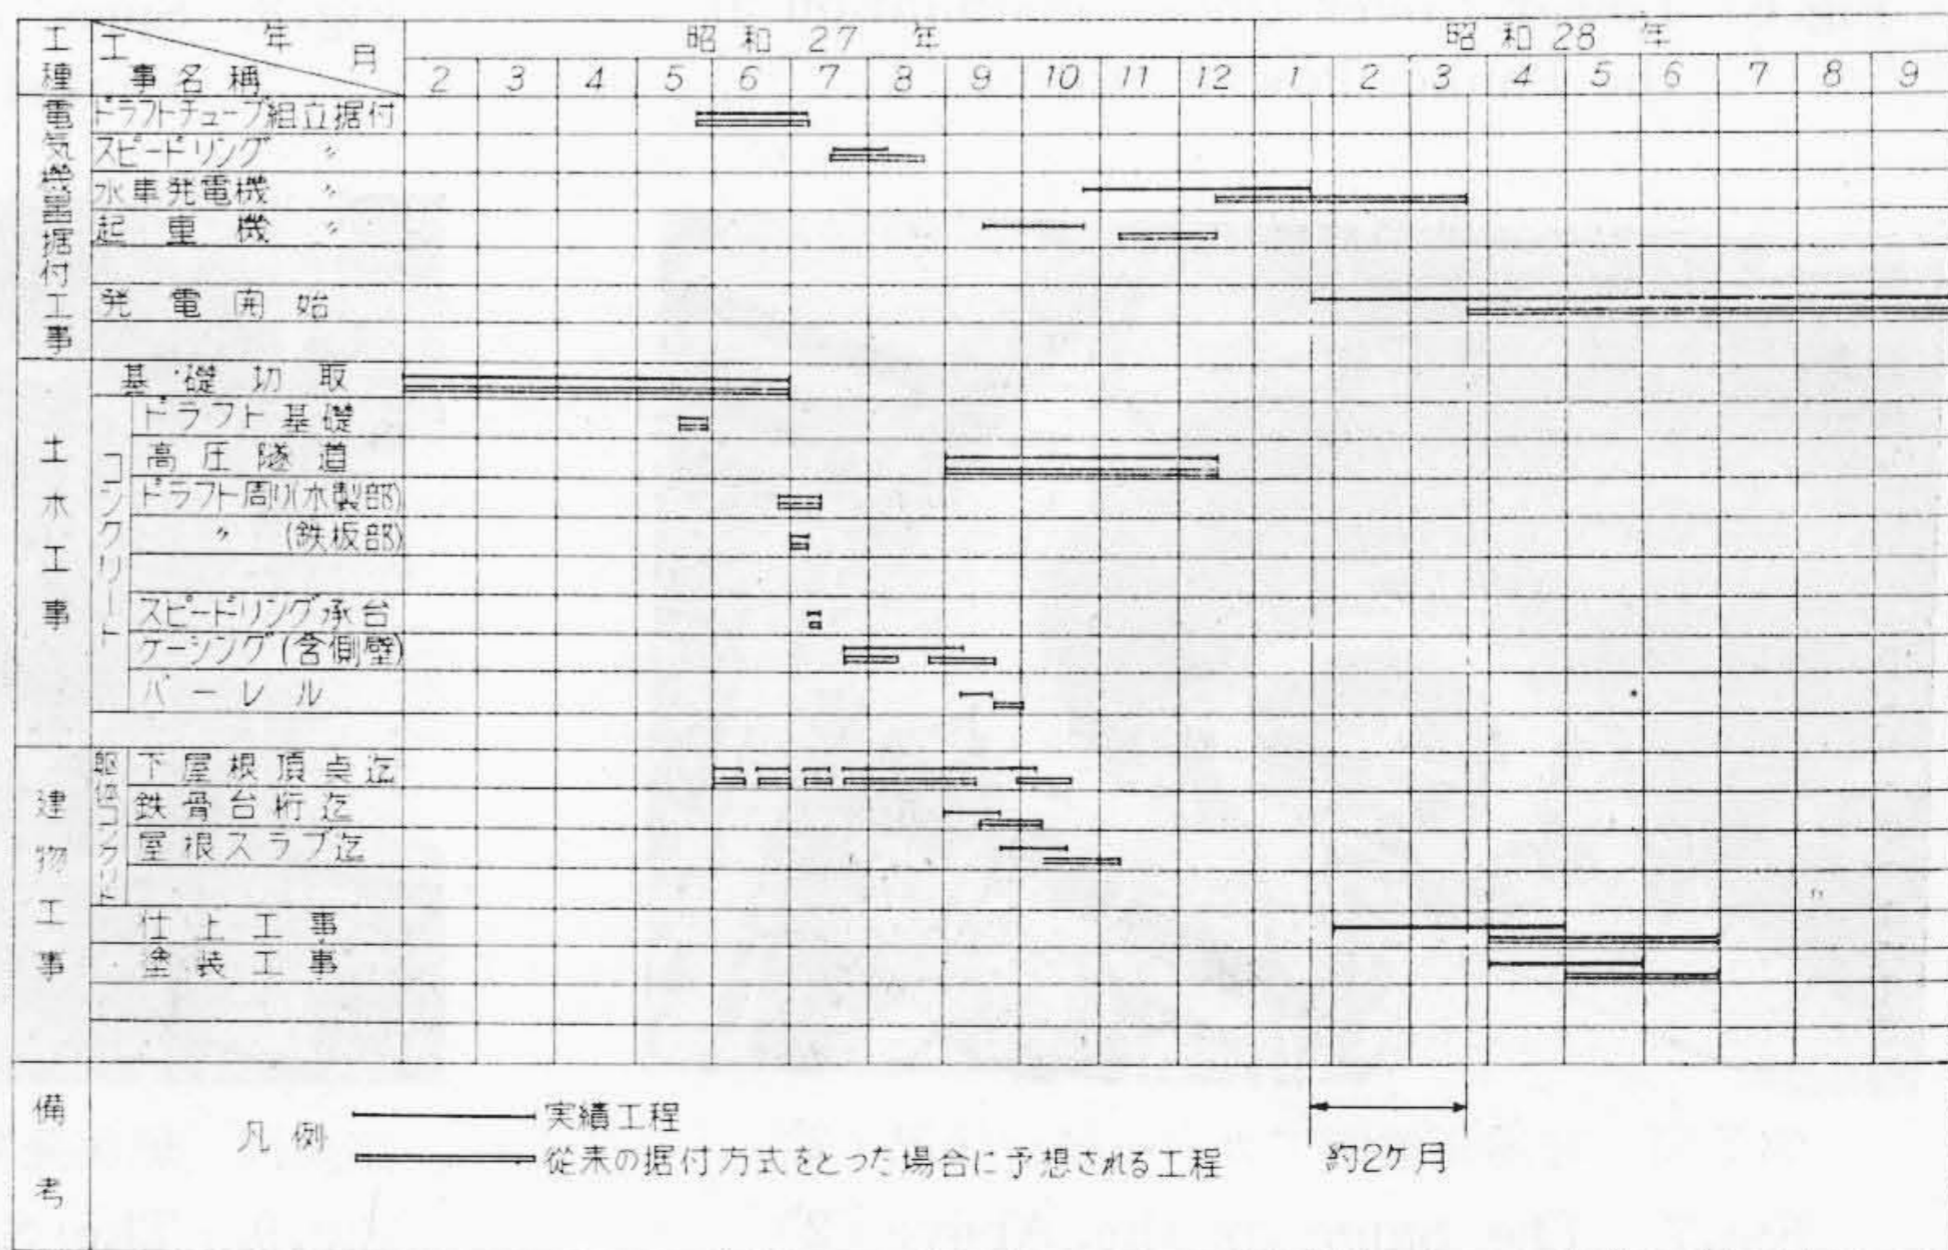 工種
工事名稱
年
月
昭和27年
昭和28年
2 3 4 5 6 7 8 9 10 11 12 1 2 3 4 5 6 7 8 9
電気機器据付工事
ドラフトチューブ組立据付
スピードリング 〃
水車発電機 〃
起重機 〃
発電開始
土木工事
基礎切取
コンクリート
ドラフト基礎
高圧隧道
ドラフト周り(木製部)
〃 (鉄板部)
スピードリング承台
ケーシング(含側壁)
バーレル
建物工事
躯体コンクリート
下屋根頂点迄
鉄骨台桁迄
屋根スラブ迄
仕上工事
塗装工事
備考
凡例
実績工程
従来の据付方式をとった場合に予想される工程
約2ヶ月